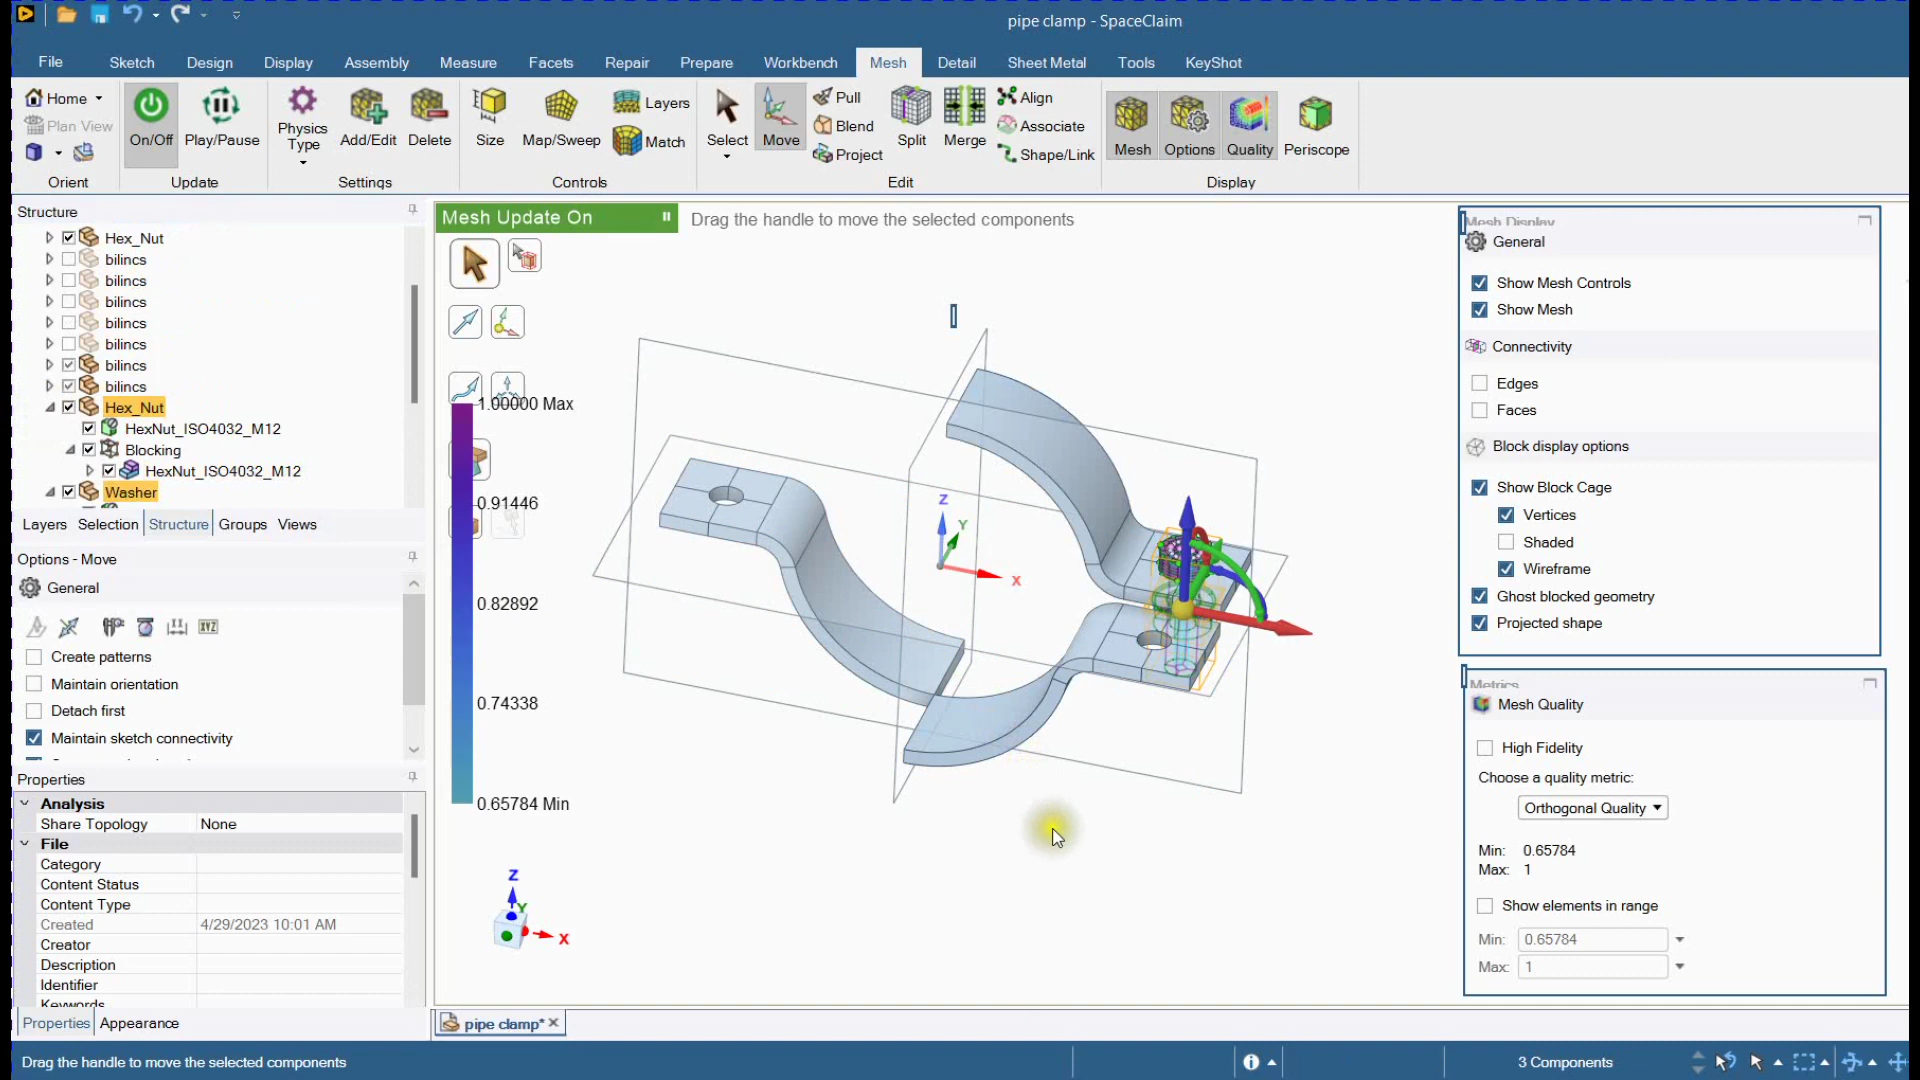 pipe clamp - SpaceClaim
File Sketch Design Display Assembly Measure Facets Repair Prepare Workbench Mesh Detail Sheet Metal Tools KeyShot
Home
Plan View
Orient
On/Off
Play/Pause
Update
Physics
Type
Add/Edit
Delete
Settings
Size
Map/Sweep
Layers
Match
Controls
Select
Move
Pull
Blend
Project
Split
Merge
Align
Associate
Shape/Link
Edit
Mesh
Options
Quality
Periscope
Display
Structure
Hex_Nut
bilincs
bilincs
bilincs
bilincs
bilincs
bilincs
bilincs
Hex_Nut
HexNut_ISO4032_M12
Blocking
HexNut_ISO4032_M12
Washer
Layers Selection Structure Groups Views
Options - Move
General
XYZ
Create patterns
Maintain orientation
Detach first
Maintain sketch connectivity
Properties
Analysis
Share Topology None
File
Category
Content Status
Content Type
Created 4/29/2023 10:01 AM
Creator
Description
Identifier
Keywords
Properties Appearance
Mesh Update On
Drag the handle to move the selected components
1.00000 Max
0.91446
0.82892
0.74338
0.65784 Min
Z
Y
X
Z
Y
X
Mesh Display
General
Show Mesh Controls
Show Mesh
Connectivity
Edges
Faces
Block display options
Show Block Cage
Vertices
Shaded
Wireframe
Ghost blocked geometry
Projected shape
Metrics
Mesh Quality
High Fidelity
Choose a quality metric:
Orthogonal Quality
Min: 0.65784
Max: 1
Show elements in range
Min: 0.65784
Max: 1
pipe clamp*
Drag the handle to move the selected components
3 Components